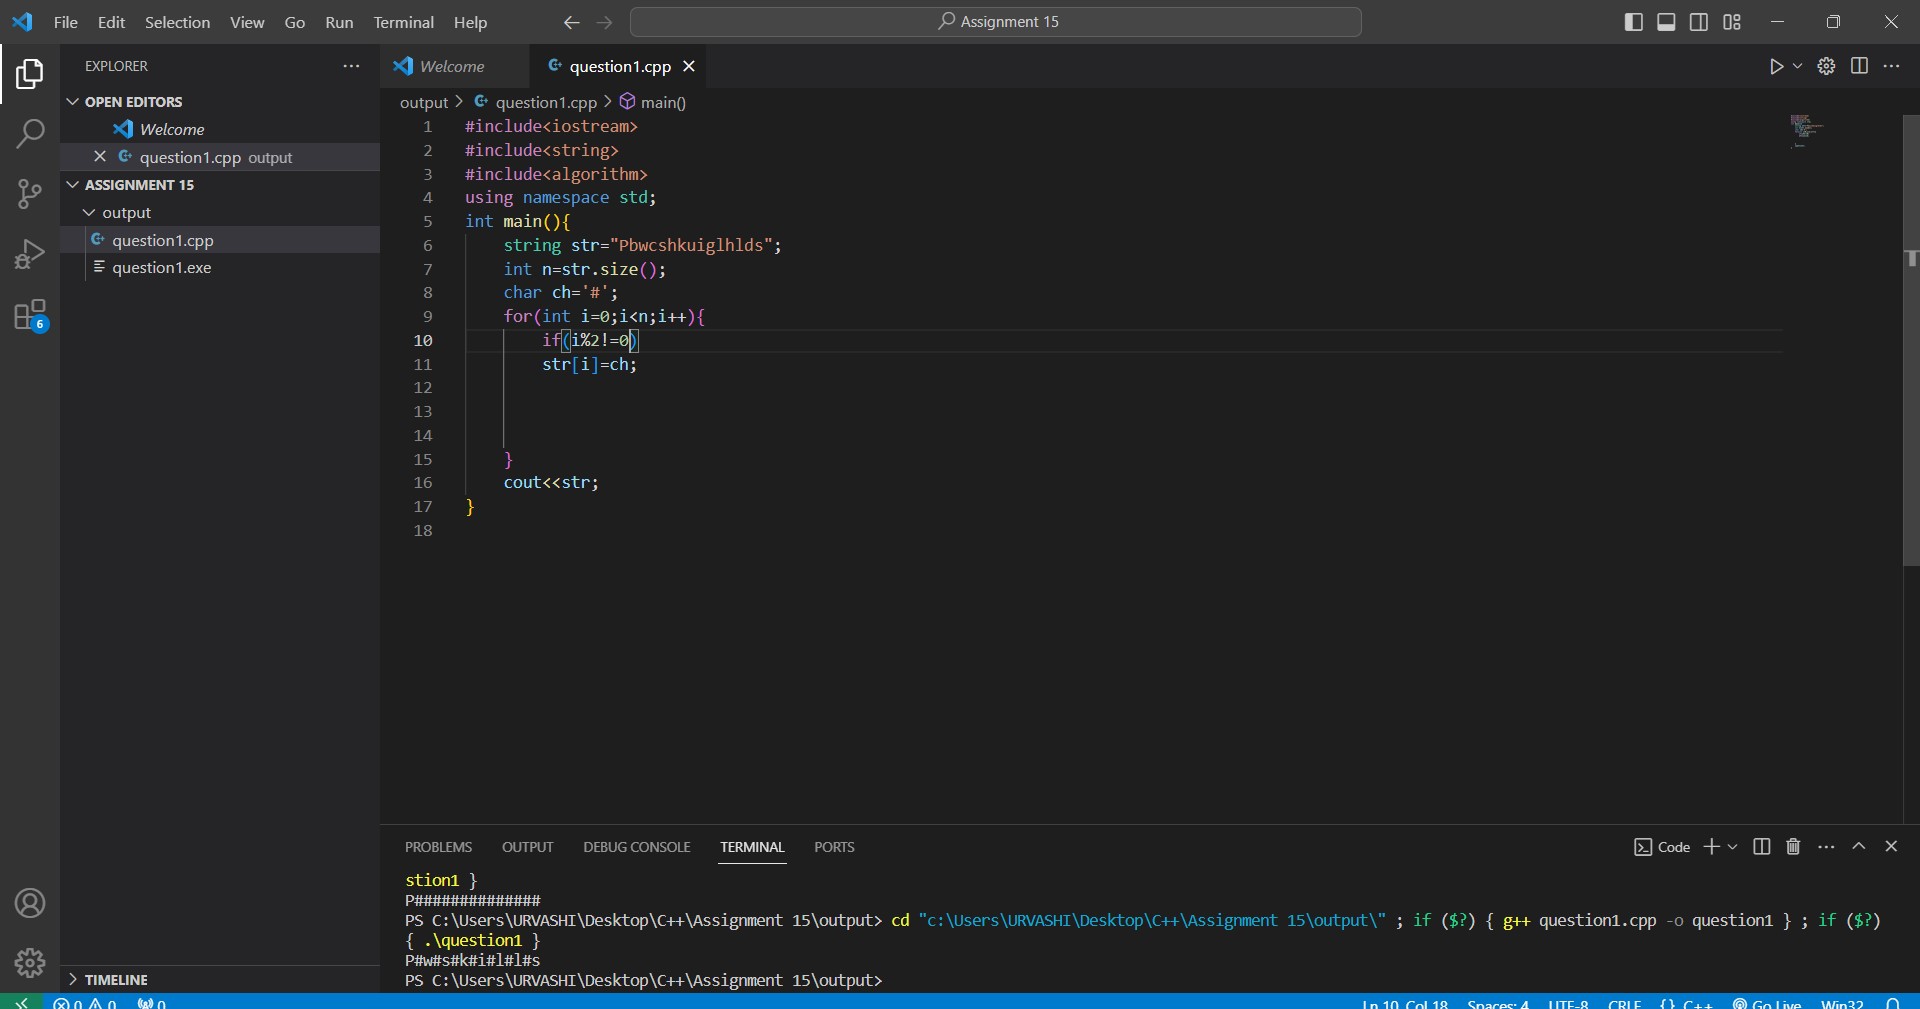 File Edit Selection View Go Run Terminal Help
Assignment 15
EXPLORER
OPEN EDITORS
Welcome
question1.cpp output
ASSIGNMENT 15
output
question1.cpp
question1.exe
6
TIMELINE
Welcome
question1.cpp
output > question1.cpp > main()
1 #include<iostream>
2 #include<string>
3 #include<algorithm>
4 using namespace std;
5 int main(){
6 string str="Pbwcshkuiglhlds";
7 int n=str.size();
8 char ch='#';
9 for(int i=0;i<n;i++){
10 if(i%2!=0)
11 str[i]=ch;
12
13
14
15 }
16 cout<<str;
17 }
18
PROBLEMS OUTPUT DEBUG CONSOLE TERMINAL PORTS
Code
stion1 }
P##############
PS C:\Users\URVASHI\Desktop\C++\Assignment 15\output> cd "c:\Users\URVASHI\Desktop\C++\Assignment 15\output\" ; if ($?) { g++ question1.cpp -o question1 } ; if ($?)
{ .\question1 }
P#w#s#k#i#l#l#s
PS C:\Users\URVASHI\Desktop\C++\Assignment 15\output>
0 0 0 Ln 10, Col 18 Spaces: 4 UTF-8 CRLF {} C++ Go Live Win32